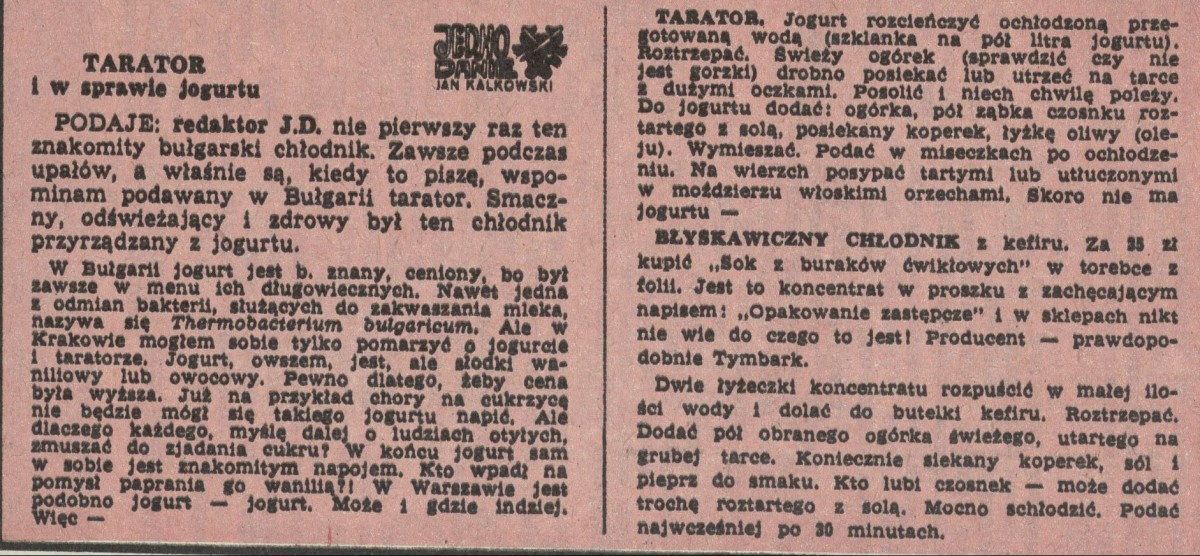 TARATOR
i w sprawie jogurtu
JEDNO
DANIE
JAN KALKOWSKI
PODAJE: redaktor J.D. nie pierwszy raz ten
znakomity bułgarski chłodnik. Zawsze podczas
upałów, a właśnie są, kiedy to piszę, wspo-
minam podawany w Bułgarii tarator. Smacz-
ny, odświeżający i zdrowy był ten chłodnik
przyrządzany z jogurtu.
W Bułgarii jogurt jest b. znany, ceniony, bo był
zawsze w menu ich długowiecznych. Nawet jedna
z odmian bakterii, służących do zakwaszania mleka,
nazywa się Thermobacterium bulgaricum. Ale w
Krakowie mogłem sobie tylko pomarzyć o jogurcie
i taratorze. Jogurt, owszem, jest, ale słodki wa-
niliowy lub owocowy. Pewno dlatego, żeby cena
była wyższa. Już na przykład chory na cukrzycę
nie będzie mógł się takiego jogurtu napić. Ale
dlaczego każdego, myślę dalej o ludziach otyłych,
zmuszać do zjadania cukru? W końcu jogurt sam
w sobie jest znakomitym napojem. Kto wpadł na
pomysł paprania go wanilią?! W Warszawie jest
podobno jogurt — jogurt. Może i gdzie indziej.
Więc —
TARATOR. Jogurt rozcieńczyć ochłodzoną prze-
gotowaną wodą (szklanka na pół litra jogurtu).
Roztrzepać. Świeży ogórek (sprawdzić czy nie
jest gorzki) drobno posiekać lub utrzeć na tarce
z dużymi oczkami. Posolić i niech chwilę poleży.
Do jogurtu dodać: ogórka, pół ząbka czosnku roz-
tartego z solą, posiekany koperek, łyżkę oliwy (ole-
ju). Wymieszać. Podać w miseczkach po ochłodze-
niu. Na wierzch posypać tartymi lub utłuczonymi
w moździerzu włoskimi orzechami. Skoro nie ma
jogurtu —
BŁYSKAWICZNY CHŁODNIK z kefiru. Za 35 zł
kupić „Sok z buraków ćwikłowych" w torebce z
folii. Jest to koncentrat w proszku z zachęcającym
napisem: „Opakowanie zastępcze" i w sklepach nikt
nie wie do czego to jest! Producent — prawdopo-
dobnie Tymbark.
Dwie łyżeczki koncentratu rozpuścić w małej ilo-
ści wody i dolać do butelki kefiru. Roztrzepać.
Dodać pół obranego ogórka świeżego, utartego na
grubej tarce. Koniecznie siekany koperek, sól i
pieprz do smaku. Kto lubi czosnek — może dodać
trochę roztartego z solą. Mocno schłodzić. Podać
najwcześniej po 30 minutach.